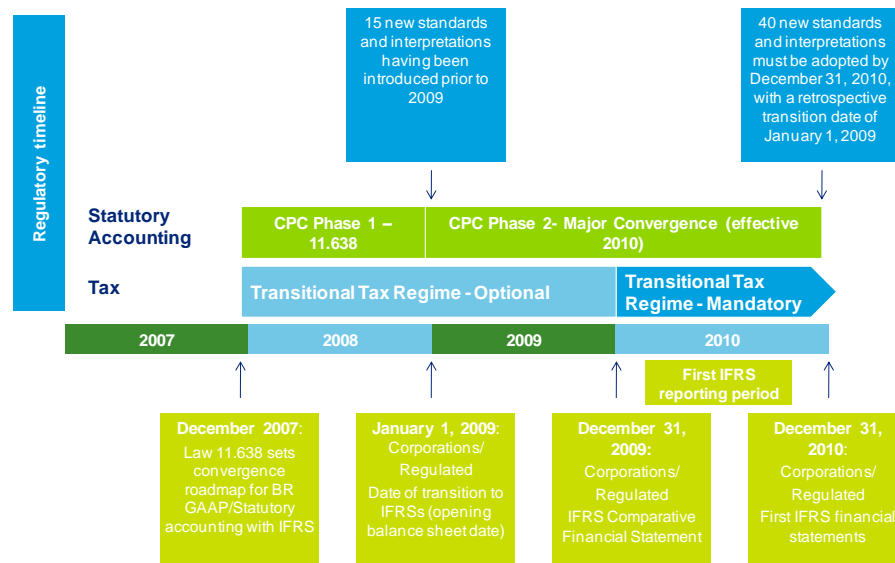 Regulatory timeline
15 new standards
and interpretations
having been
introduced prior to
2009
40 new standards
and interpretations
must be adopted by
December 31, 2010,
with a retrospective
transition date of
January 1, 2009
Statutory
Accounting
CPC Phase 1 –
11.638
CPC Phase 2- Major Convergence (effective
2010)
Tax
Transitional Tax Regime - Optional
Transitional Tax
Regime - Mandatory
2007
2008
2009
2010
First IFRS
reporting period
December 2007:
Law 11.638 sets
convergence
roadmap for BR
GAAP/Statutory
accounting with IFRS
January 1, 2009:
Corporations/
Regulated
Date of transition to
IFRSs (opening
balance sheet date)
December 31,
2009:
Corporations/
Regulated
IFRS Comparative
Financial Statement
December 31,
2010:
Corporations/
Regulated
First IFRS financial
statements